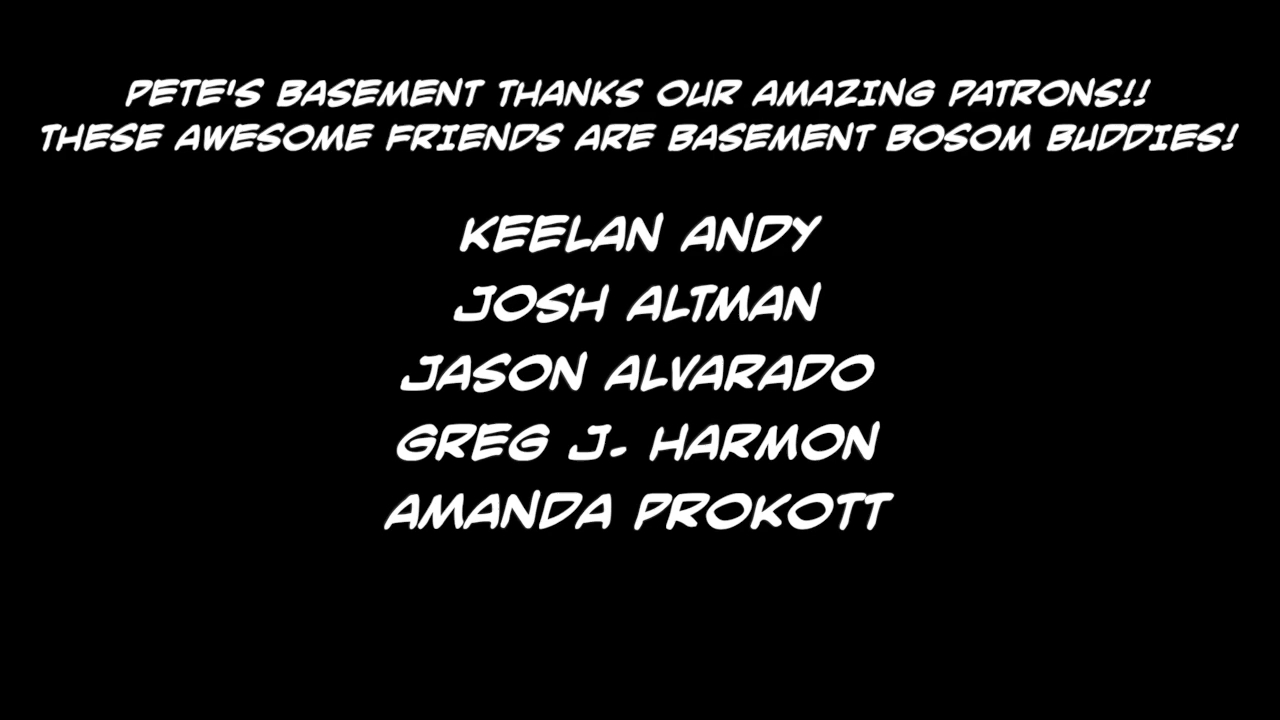 PETE'S BASEMENT THANKS OUR AMAZING PATRONS!!
THESE AWESOME FRIENDS ARE BASEMENT BOSOM BUDDIES!
KEELAN ANDY
JOSH ALTMAN
JASON ALVARADO
GREG J. HARMON
AMANDA PROKOTT